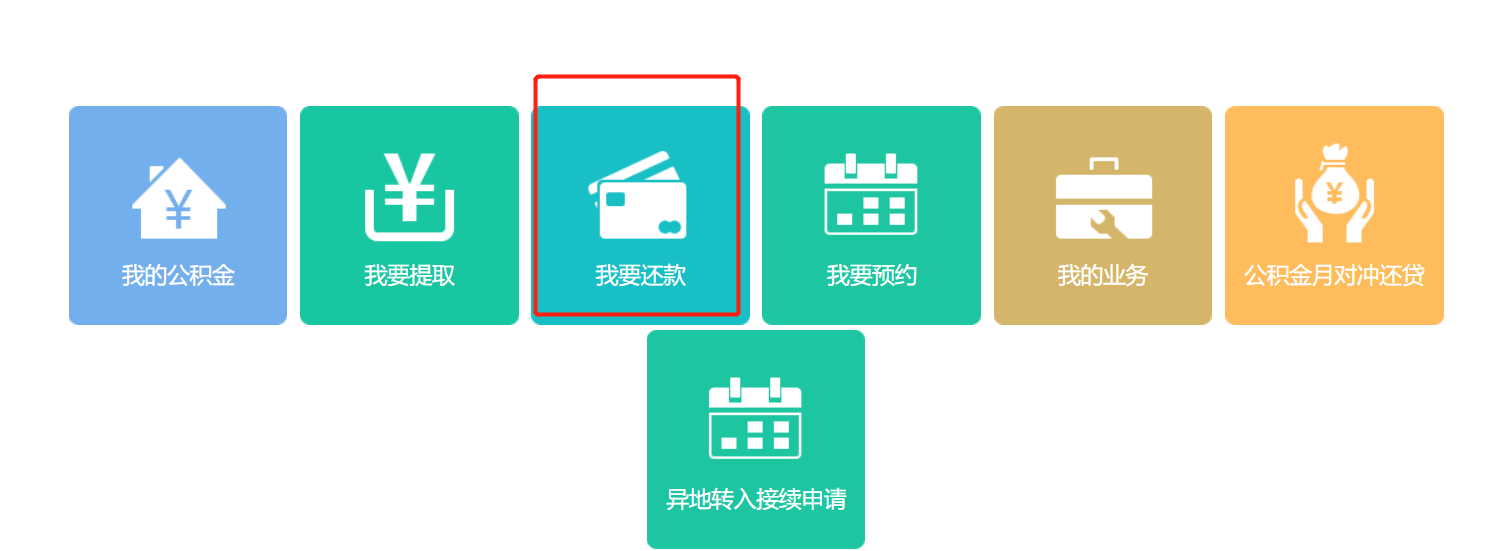 我的公积金
我要提取
我要还款
我要预约
我的业务
公积金月对冲还贷
异地转入接续申请